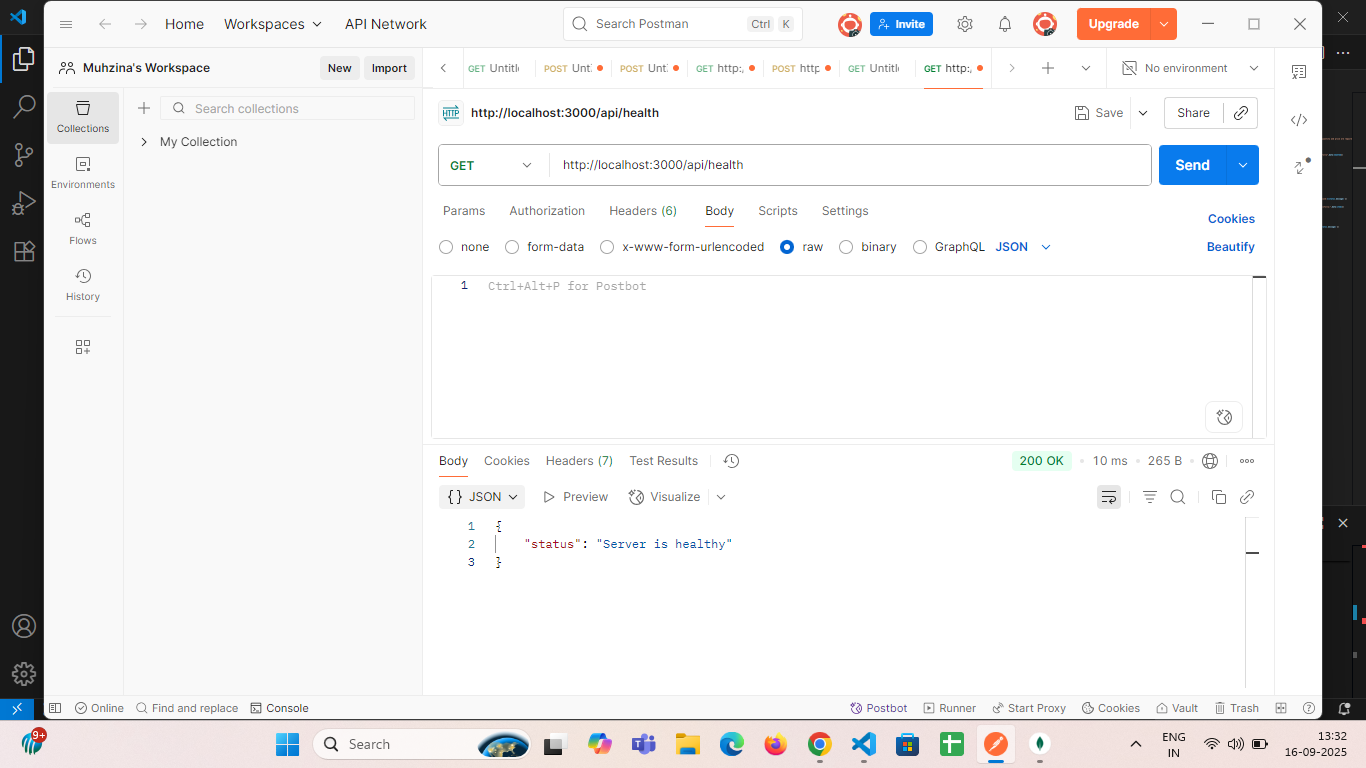 Home Workspaces API Network Search Postman Ctrl K Invite Upgrade
Muhzina's Workspace New Import
GET Untitle POST Unt POST Unt GET http:, POST http GET Untitle GET http:, No environment
Collections
Search collections
My Collection
Environments
Flows
History
HTTP http://localhost:3000/api/health Save Share
GET http://localhost:3000/api/health Send
Params Authorization Headers (6) Body Scripts Settings Cookies
none form-data x-www-form-urlencoded raw binary GraphQL JSON Beautify
1 Ctrl+Alt+P for Postbot
Body Cookies Headers (7) Test Results 200 OK • 10 ms • 265 B •
{} JSON Preview Visualize
1 {
2 "status": "Server is healthy"
3 }
Online Find and replace Console Postbot Runner Start Proxy Cookies Vault Trash
9+ Search ENG 13:32
IN 16-09-2025